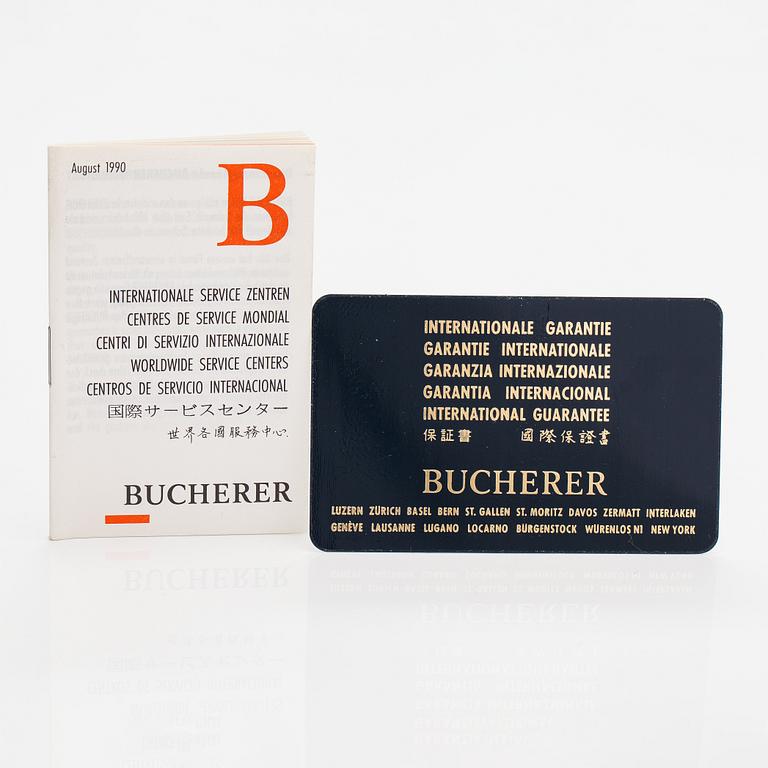 August 1990
B
INTERNATIONALE SERVICE ZENTREN
CENTRES DE SERVICE MONDIAL
CENTRI DI SERVIZIO INTERNAZIONALE
WORLDWIDE SERVICE CENTERS
CENTROS DE SERVICIO INTERNACIONAL
国際サービスセンター
世界各國服務中心
BUCHERER
INTERNATIONALE GARANTIE
GARANTIE INTERNATIONALE
GARANZIA INTERNAZIONALE
GARANTIA INTERNACIONAL
INTERNATIONAL GUARANTEE
保証書 國際保證書
BUCHERER
LUZERN ZÜRICH BASEL BERN ST. GALLEN ST. MORITZ DAVOS ZERMATT INTERLAKEN
GENÈVE LAUSANNE LUGANO LOCARNO BÜRGENSTOCK WÜRENLOS N1 NEW YORK